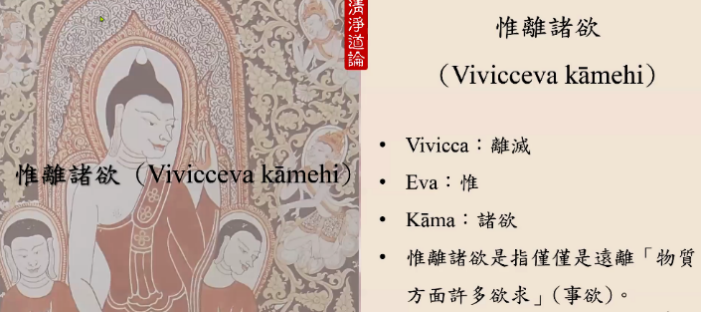 惟離諸欲（Vivicceva kāmehi）
清淨道論
惟離諸欲
（Vivicceva kāmehi）
• Vivicca：離滅
• Eva：惟
• Kāma：諸欲
• 惟離諸欲是指僅僅是遠離「物質
方面許多欲求」（事欲）。